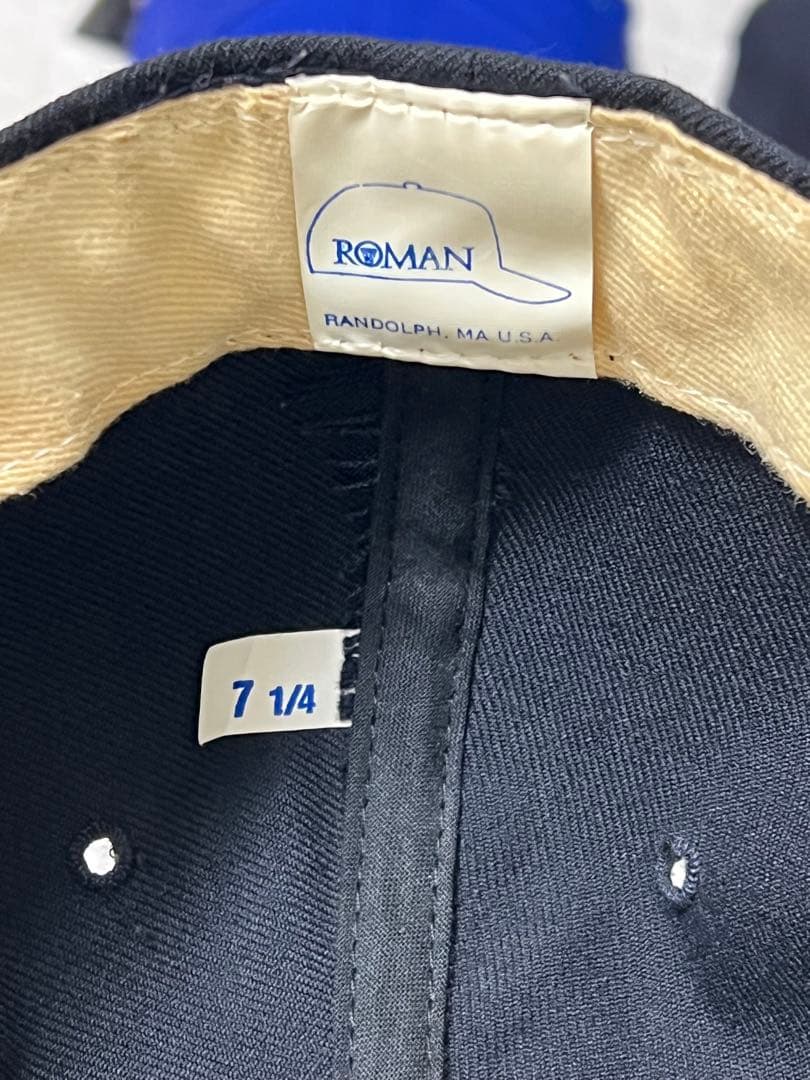 ROMAN
RANDOLPH, MA U.S.A.
7 1/4